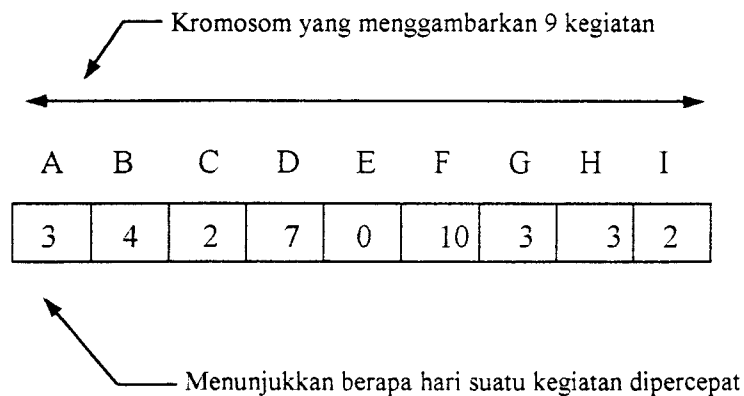 Kromosom yang menggambarkan 9 kegiatan
A B C D E F G H I
3 4 2 7 0 10 3 3 2
Menunjukkan berapa hari suatu kegiatan dipercepat